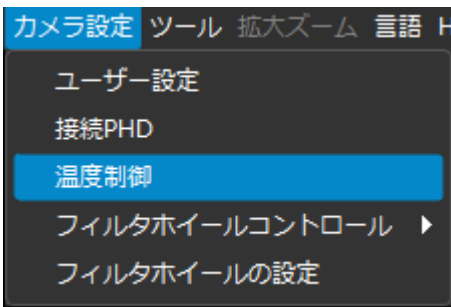 カメラ設定 ツール 拡大ズーム 言語 H
ユーザー設定
接続PHD
温度制御
フィルタホイールコントロール
フィルタホイールの設定